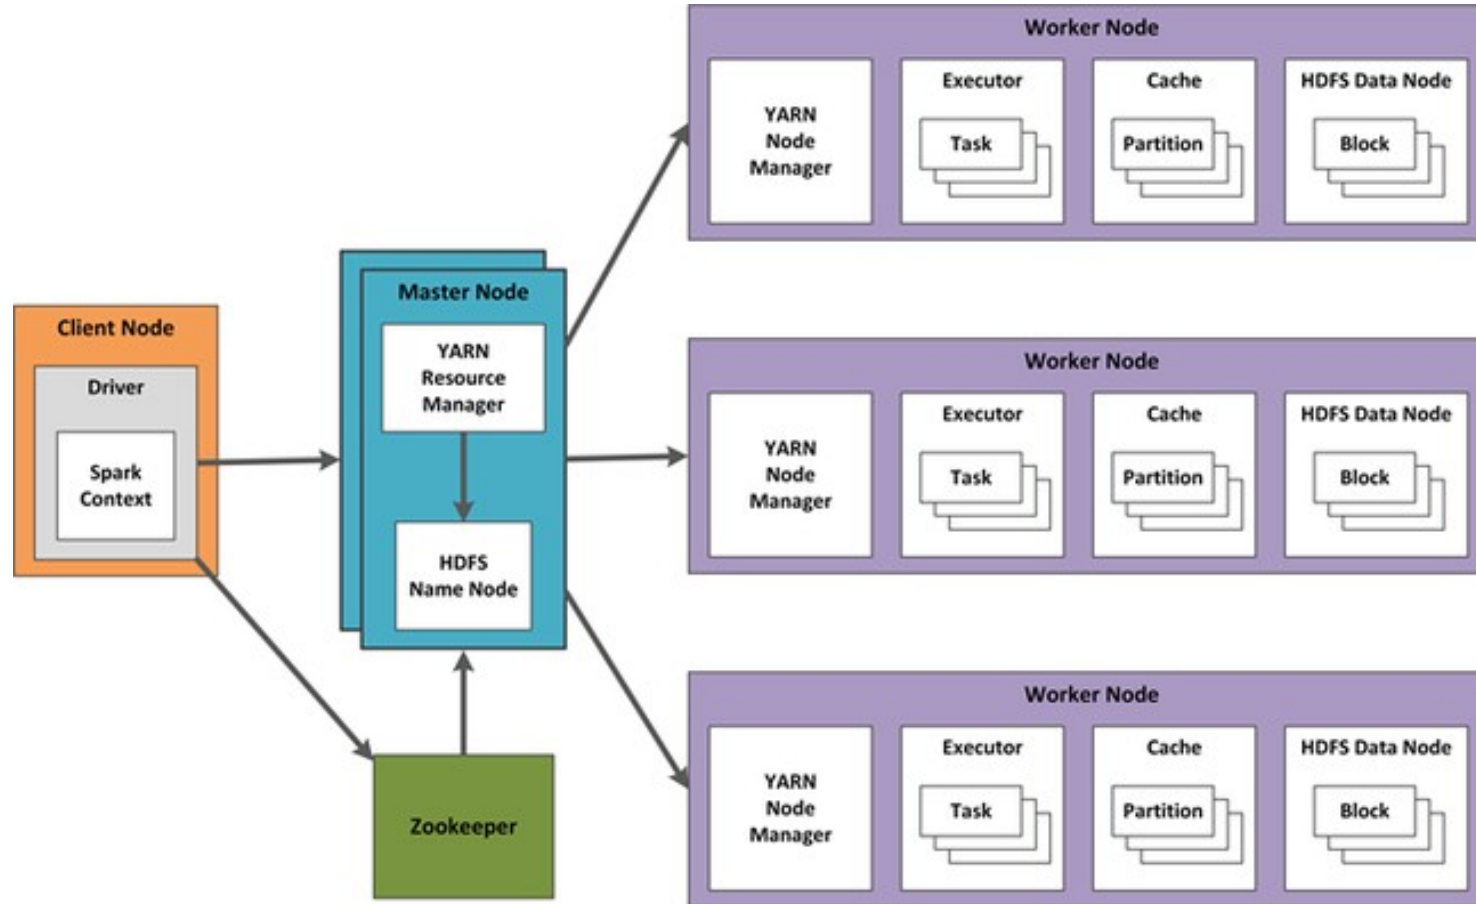 Client Node
Driver
Spark
Context
Master Node
YARN
Resource
Manager
HDFS
Name Node
Zookeeper
Worker Node
YARN
Node
Manager
Executor
Task
Cache
Partition
HDFS Data Node
Block
Worker Node
YARN
Node
Manager
Executor
Task
Cache
Partition
HDFS Data Node
Block
Worker Node
YARN
Node
Manager
Executor
Task
Cache
Partition
HDFS Data Node
Block